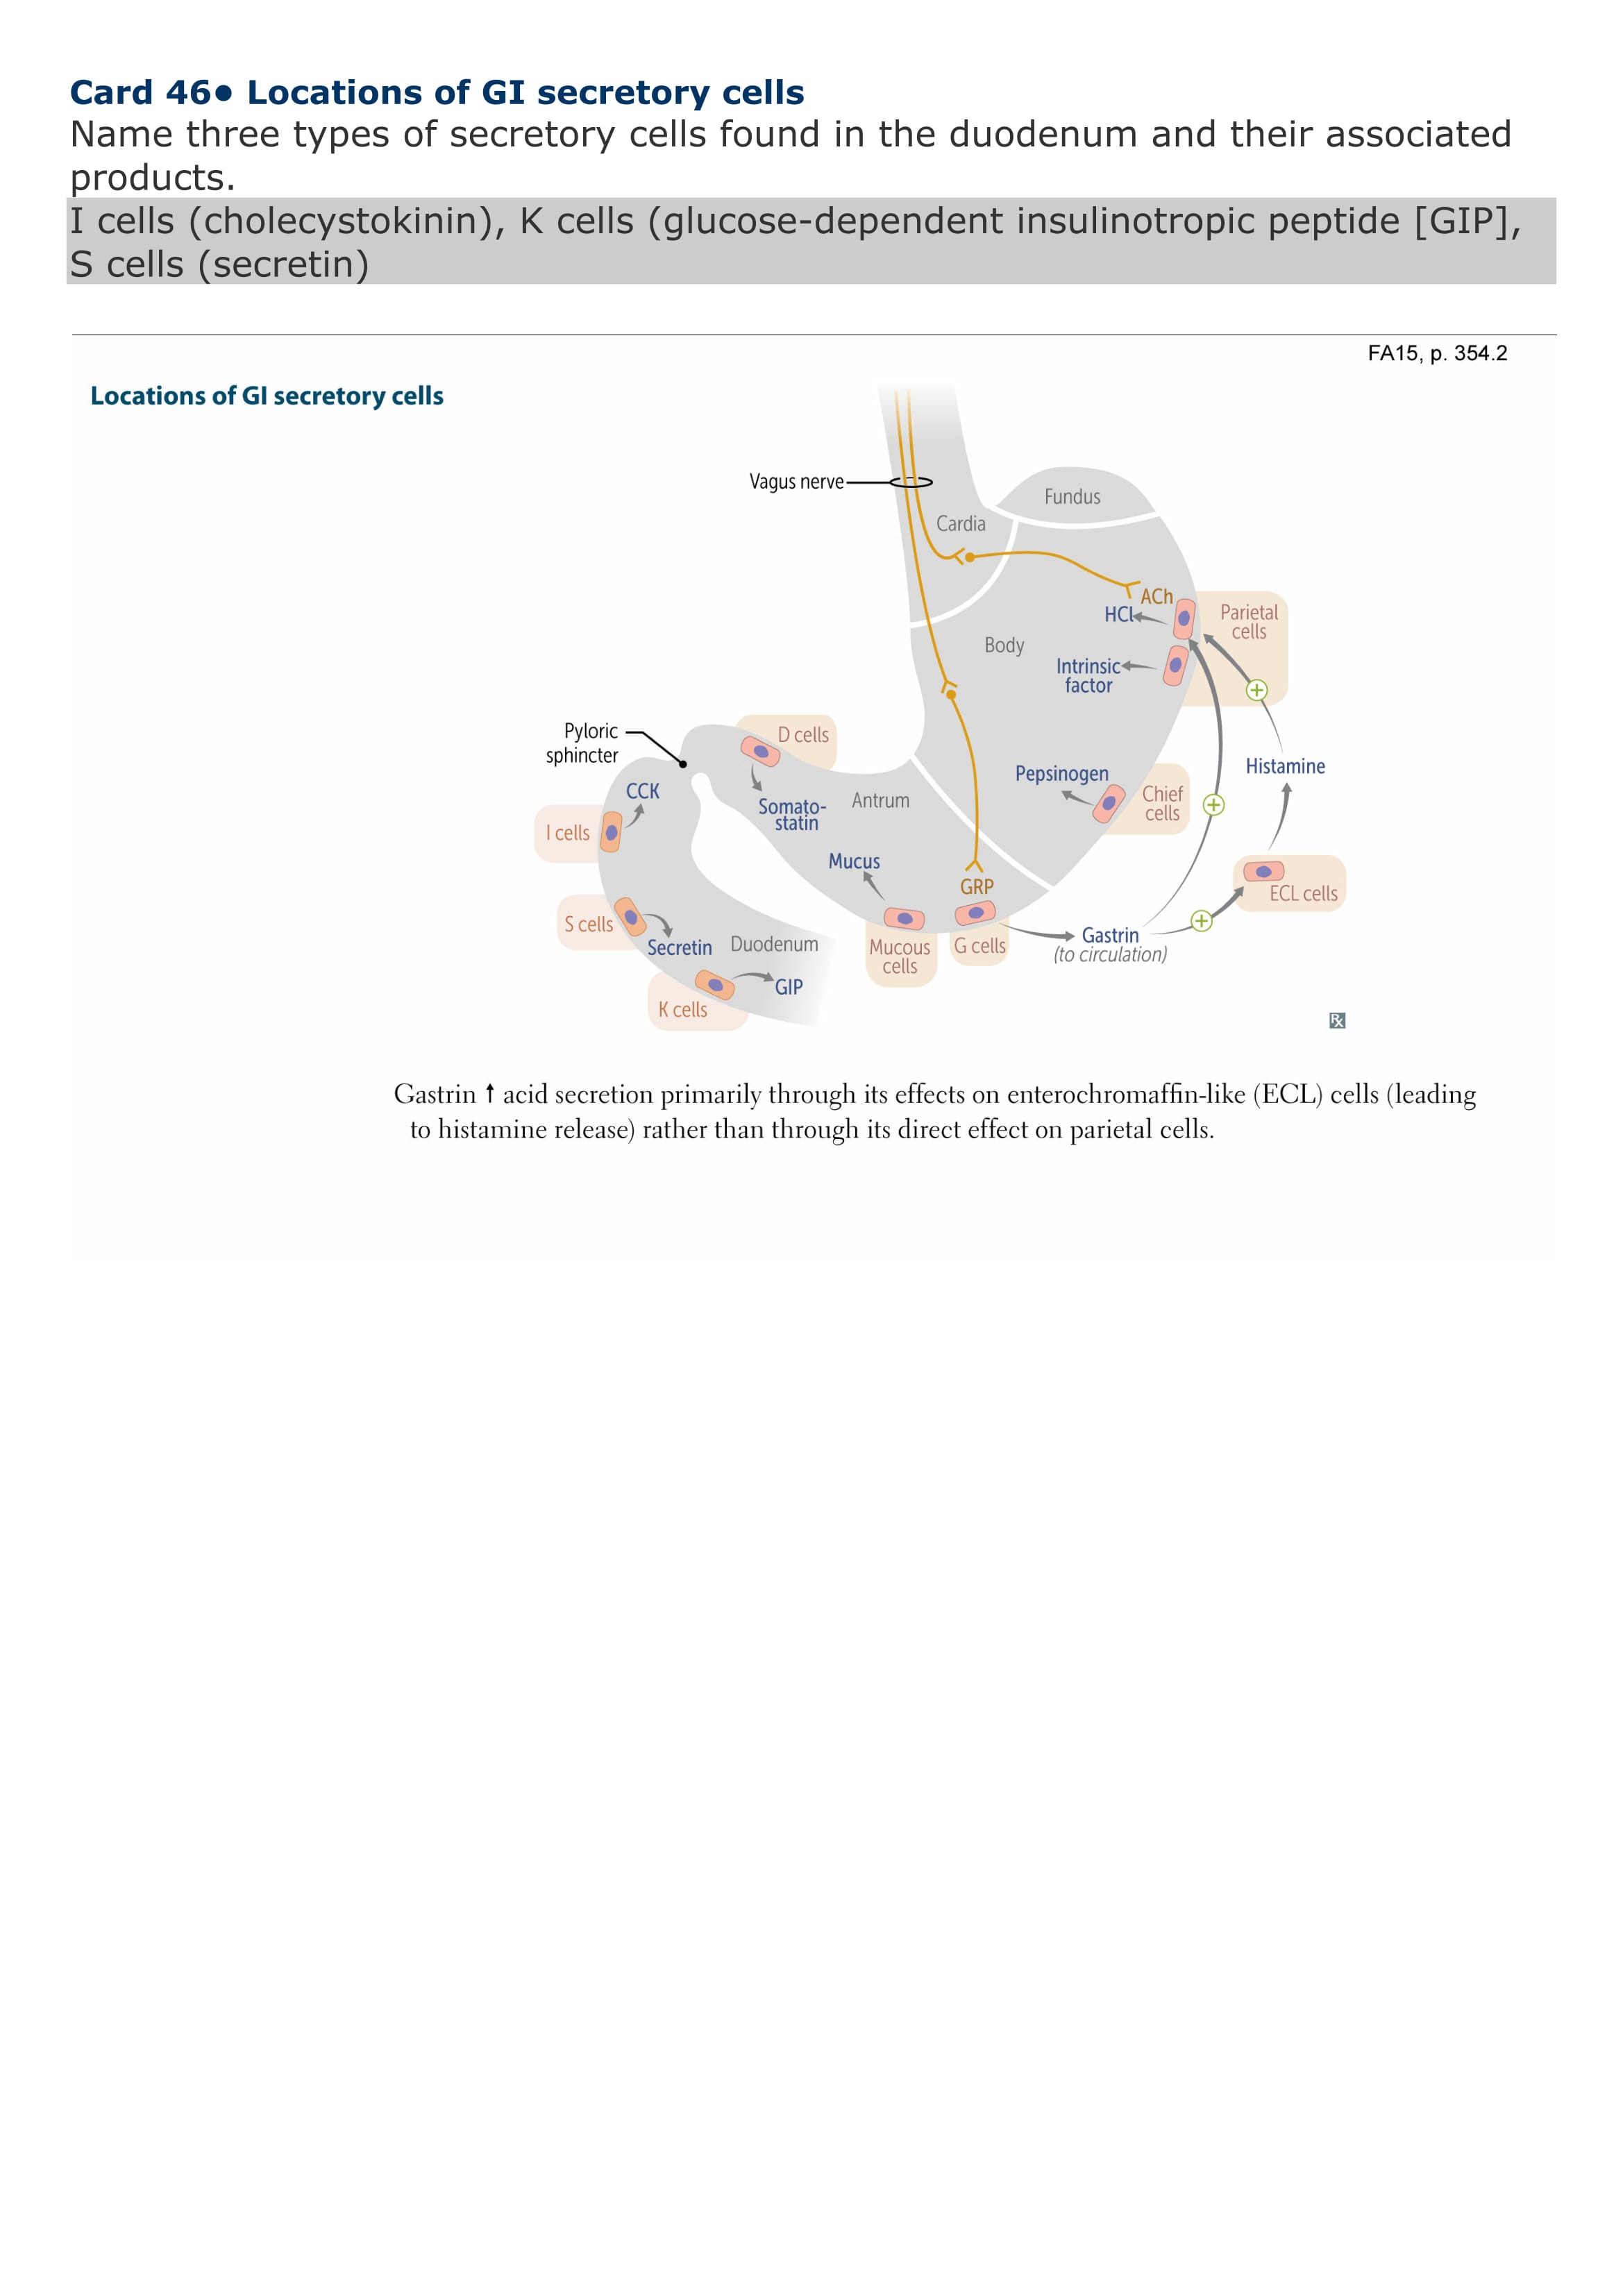 Card 46• Locations of GI secretory cells
Name three types of secretory cells found in the duodenum and their associated
products.
I cells (cholecystokinin), K cells (glucose-dependent insulinotropic peptide [GIP],
S cells (secretin)
FA15, p. 354.2
Locations of GI secretory cells
Vagus nerve
Fundus
Cardia
ACh
HCl
Parietal
cells
Body
Intrinsic
factor
Pyloric
sphincter
D cells
Histamine
Pepsinogen
CCK
Somato-
statin
Antrum
Chief
cells
I cells
Mucus
GRP
ECL cells
S cells
Secretin
Duodenum
Mucous
cells
G cells
Gastrin
(to circulation)
GIP
K cells
Rx
Gastrin ↑ acid secretion primarily through its effects on enterochromaffin-like (ECL) cells (leading
to histamine release) rather than through its direct effect on parietal cells.